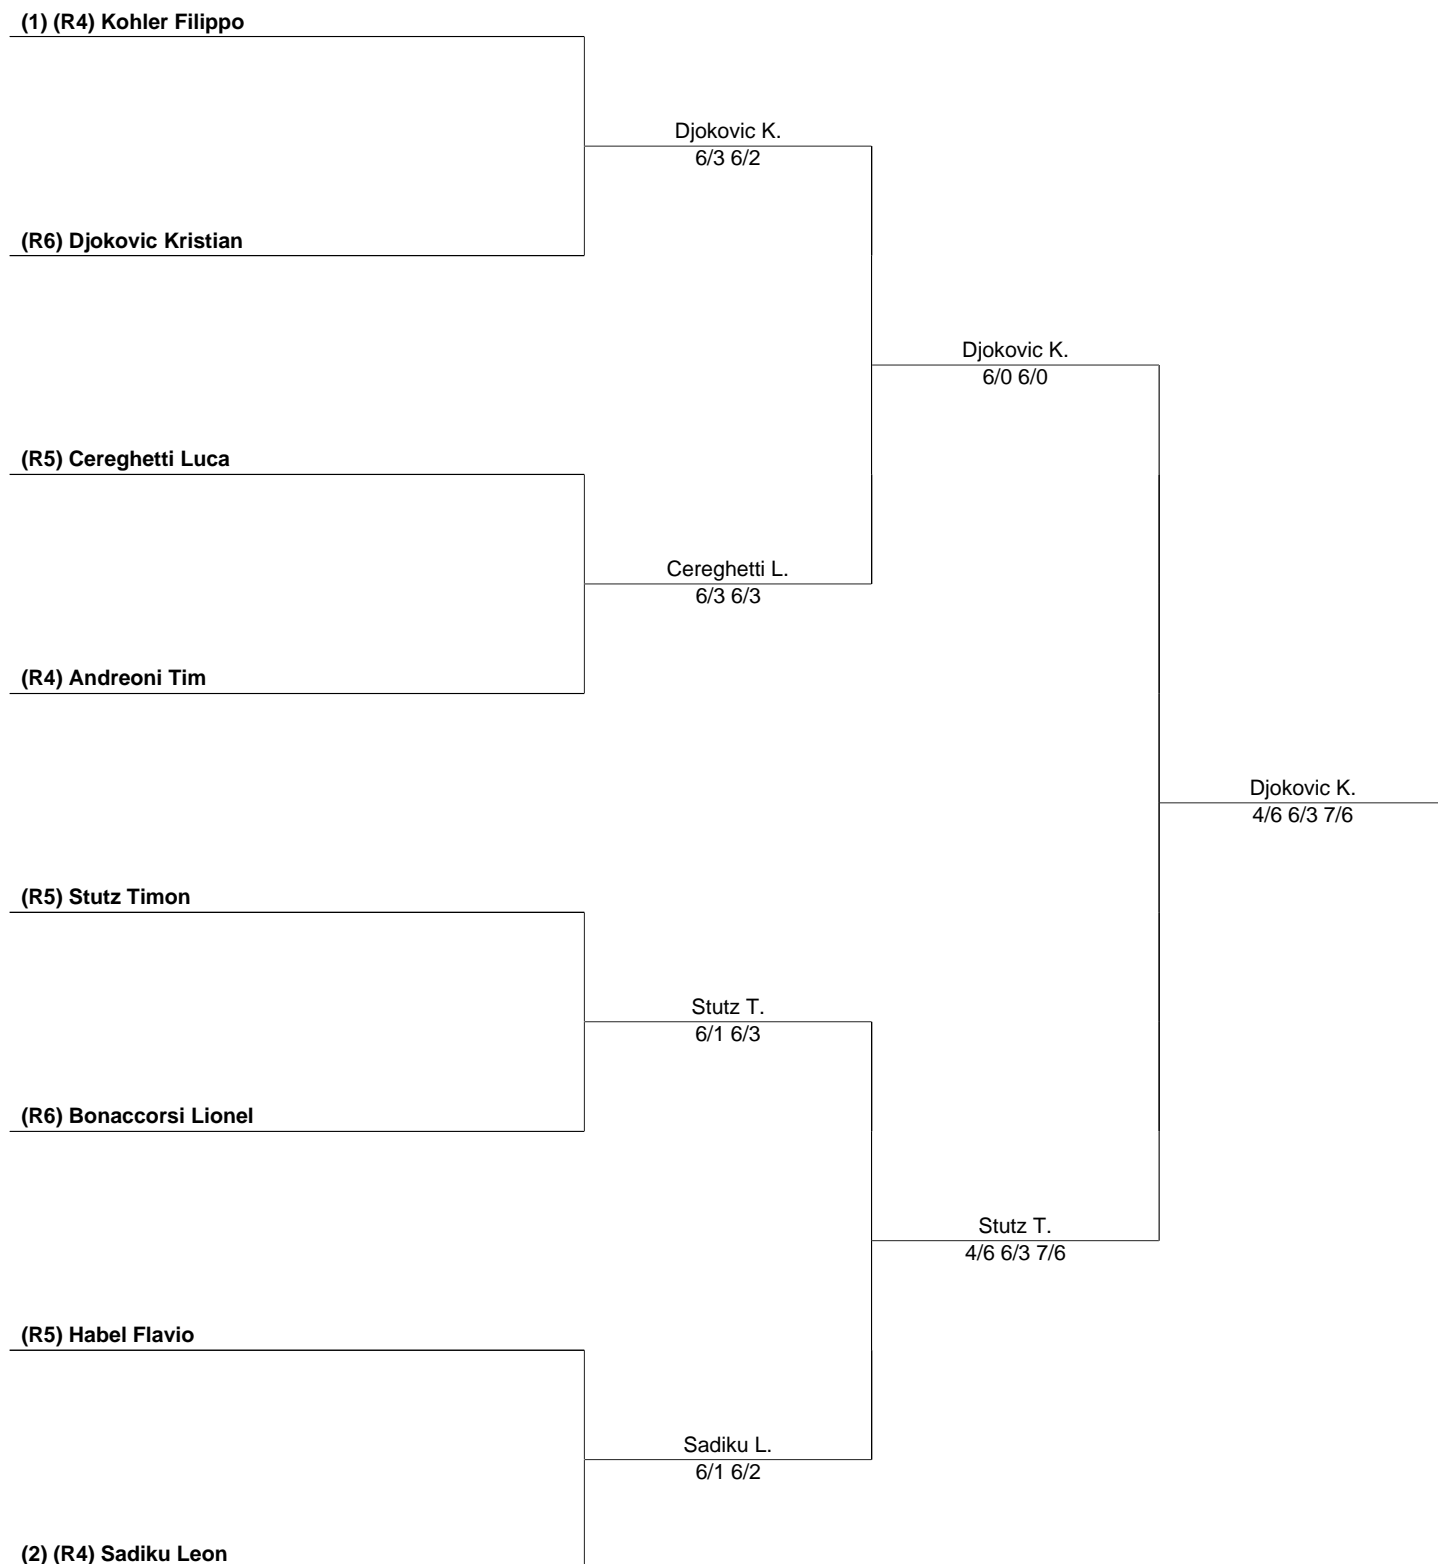 (1) (R4) Kohler Filippo
Djokovic K.
6/3 6/2
(R6) Djokovic Kristian
Djokovic K.
6/0 6/0
(R5) Cereghetti Luca
Cereghetti L.
6/3 6/3
(R4) Andreoni Tim
Djokovic K.
4/6 6/3 7/6
(R5) Stutz Timon
Stutz T.
6/1 6/3
(R6) Bonaccorsi Lionel
Stutz T.
4/6 6/3 7/6
(R5) Habel Flavio
Sadiku L.
6/1 6/2
(2) (R4) Sadiku Leon